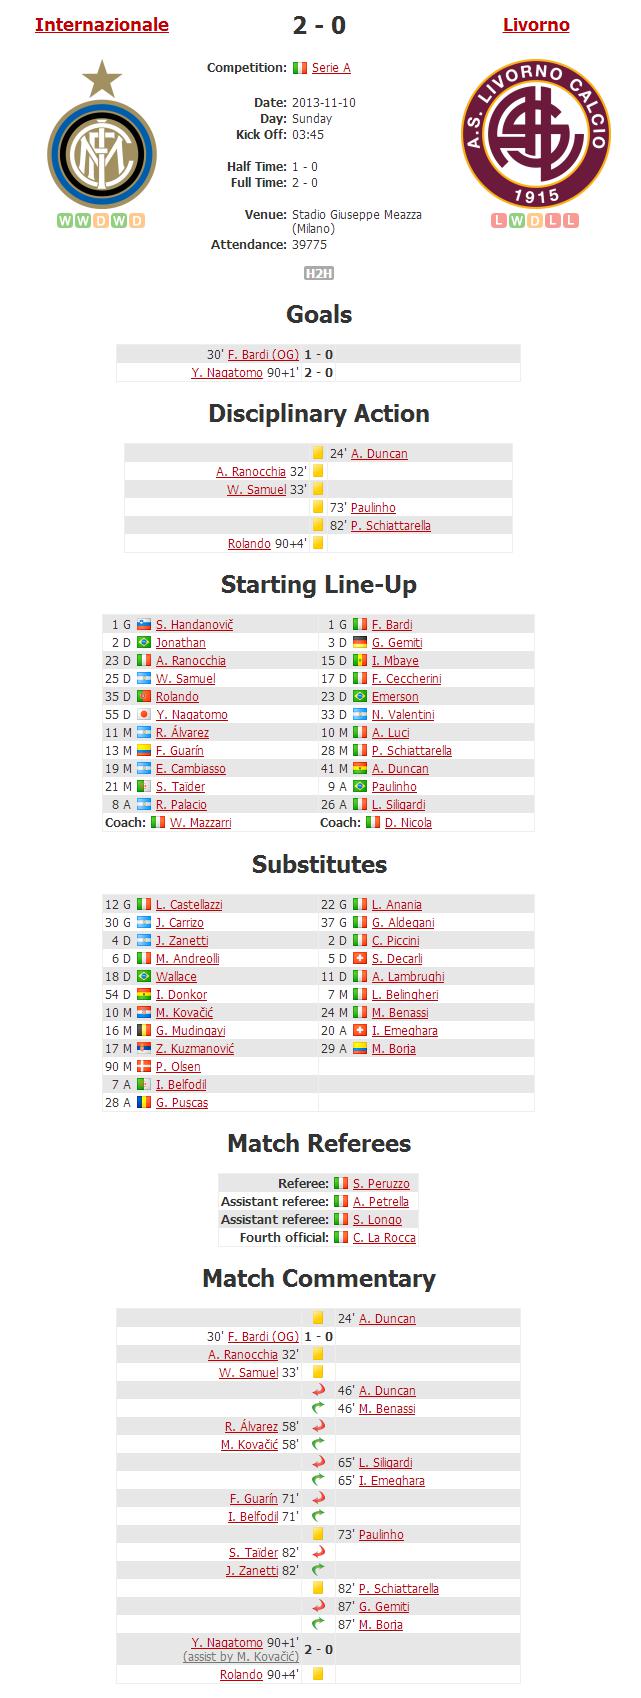 Internazionale 2 - 0 Livorno
Competition: Serie A
Date: 2013-11-10
Day: Sunday
Kick Off: 03:45
Half Time: 1 - 0
Full Time: 2 - 0
Venue: Stadio Giuseppe Meazza
(Milano)
Attendance: 39775
A.S. LIVORNO CALCIO
1915
W W D W D
L W D L L
H2H
Goals
30' F. Bardi (OG) 1 - 0
Y. Nagatomo 90+1' 2 - 0
Disciplinary Action
24' A. Duncan
A. Ranocchia 32'
W. Samuel 33'
73' Paulinho
82' P. Schiattarella
Rolando 90+4'
Starting Line-Up
1 G S. Handanovič 1 G F. Bardi
2 D Jonathan 3 D G. Gemiti
23 D A. Ranocchia 15 D I. Mbaye
25 D W. Samuel 17 D F. Ceccherini
35 D Rolando 23 D Emerson
55 D Y. Nagatomo 33 D N. Valentini
11 M R. Álvarez 10 M A. Luci
13 M F. Guarín 28 M P. Schiattarella
19 M E. Cambiasso 41 M A. Duncan
21 M S. Taïder 9 A Paulinho
8 A R. Palacio 26 A L. Siligardi
Coach: W. Mazzarri Coach: D. Nicola
Substitutes
12 G L. Castellazzi 22 G L. Anania
30 G J. Carrizo 37 G G. Aldegani
4 D J. Zanetti 2 D C. Piccini
6 D M. Andreolli 5 D S. Decarli
18 D Wallace 11 D A. Lambrughi
54 D I. Donkor 7 M L. Belingheri
10 M M. Kovačić 24 M M. Benassi
16 M G. Mudingayi 20 A I. Emeghara
17 M Z. Kuzmanović 29 A M. Borja
90 M P. Olsen
7 A I. Belfodil
28 A G. Puscas
Match Referees
Referee: S. Peruzzo
Assistant referee: A. Petrella
Assistant referee: S. Longo
Fourth official: C. La Rocca
Match Commentary
24' A. Duncan
30' F. Bardi (OG) 1 - 0
A. Ranocchia 32'
W. Samuel 33'
46' A. Duncan
46' M. Benassi
R. Álvarez 58'
M. Kovačić 58'
65' L. Siligardi
65' I. Emeghara
F. Guarín 71'
I. Belfodil 71'
73' Paulinho
S. Taïder 82'
J. Zanetti 82'
82' P. Schiattarella
87' G. Gemiti
87' M. Borja
Y. Nagatomo 90+1' 2 - 0
(assist by M. Kovačić)
Rolando 90+4'